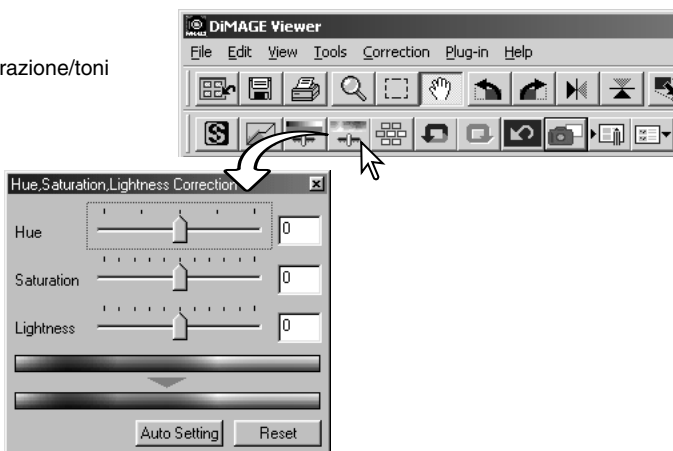 DiMAGE Viewer
File Edit View Tools Correction Plug-in Help
razione/toni
Hue,Saturation,Lightness Correction
Hue 0
Saturation 0
Lightness 0
Auto Setting Reset